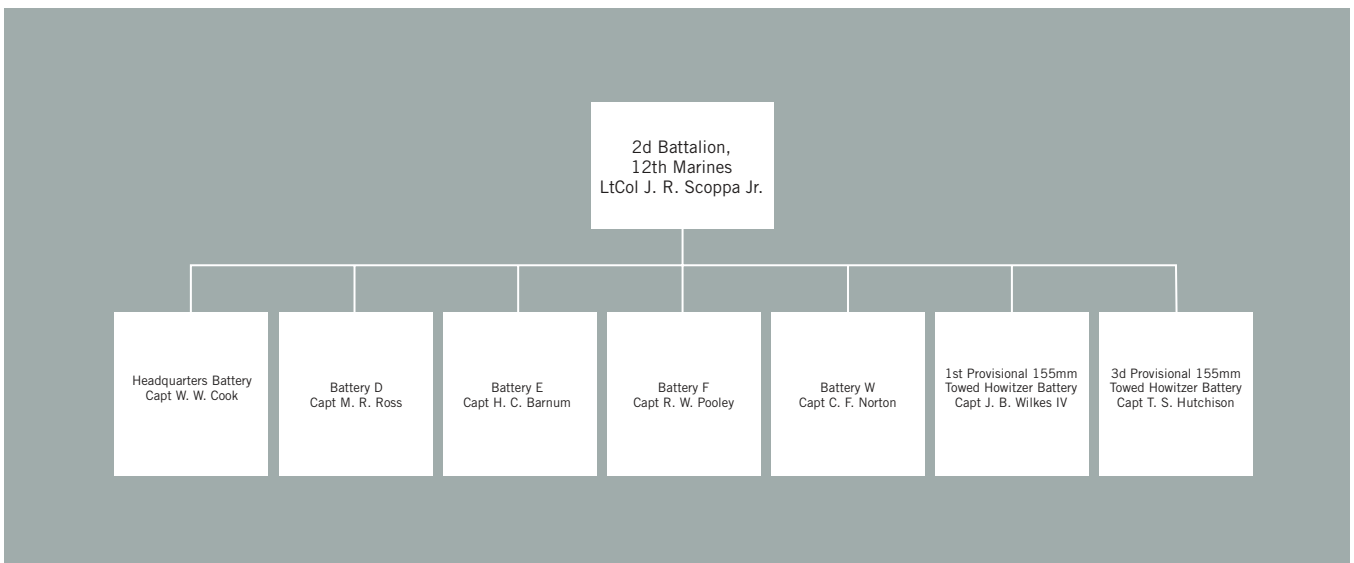 2d Battalion,
12th Marines
LtCol J. R. Scoppa Jr.
Headquarters Battery
Capt W. W. Cook
Battery D
Capt M. R. Ross
Battery E
Capt H. C. Barnum
Battery F
Capt R. W. Pooley
Battery W
Capt C. F. Norton
1st Provisional 155mm
Towed Howitzer Battery
Capt J. B. Wilkes IV
3d Provisional 155mm
Towed Howitzer Battery
Capt T. S. Hutchison